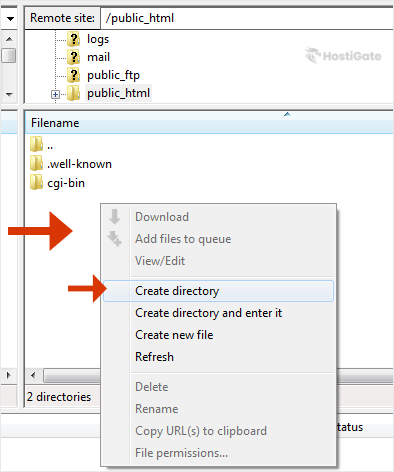 Remote site: /public_html
logs
mail
public_ftp
public_html
HostiGate
Filename
..
.well-known
cgi-bin
Download
Add files to queue
View/Edit
Create directory
Create directory and enter it
Create new file
Refresh
Delete
Rename
Copy URL(s) to clipboard
File permissions...
2 directories
tatus